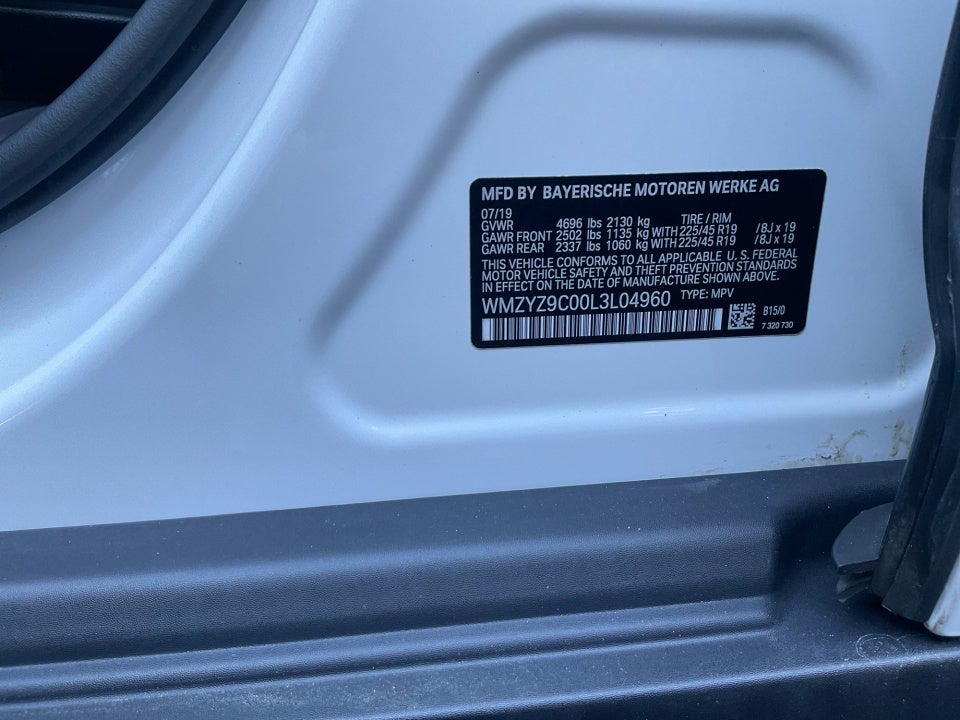 MFD BY BAYERISCHE MOTOREN WERKE AG
07/19 TIRE / RIM
GVWR 4696 lbs 2130 kg
GAWR FRONT 2502 lbs 1135 kg WITH 225/45 R19 / 8J x 19
GAWR REAR 2337 lbs 1060 kg WITH 225/45 R19 / 8J x 19
THIS VEHICLE CONFORMS TO ALL APPLICABLE U. S. FEDERAL
MOTOR VEHICLE SAFETY AND THEFT PREVENTION STANDARDS
IN EFFECT ON THE DATE OF MANUFACTURE SHOWN ABOVE.
WMZYZ9C00L3L04960 TYPE: MPV
B15/0
7 320 730